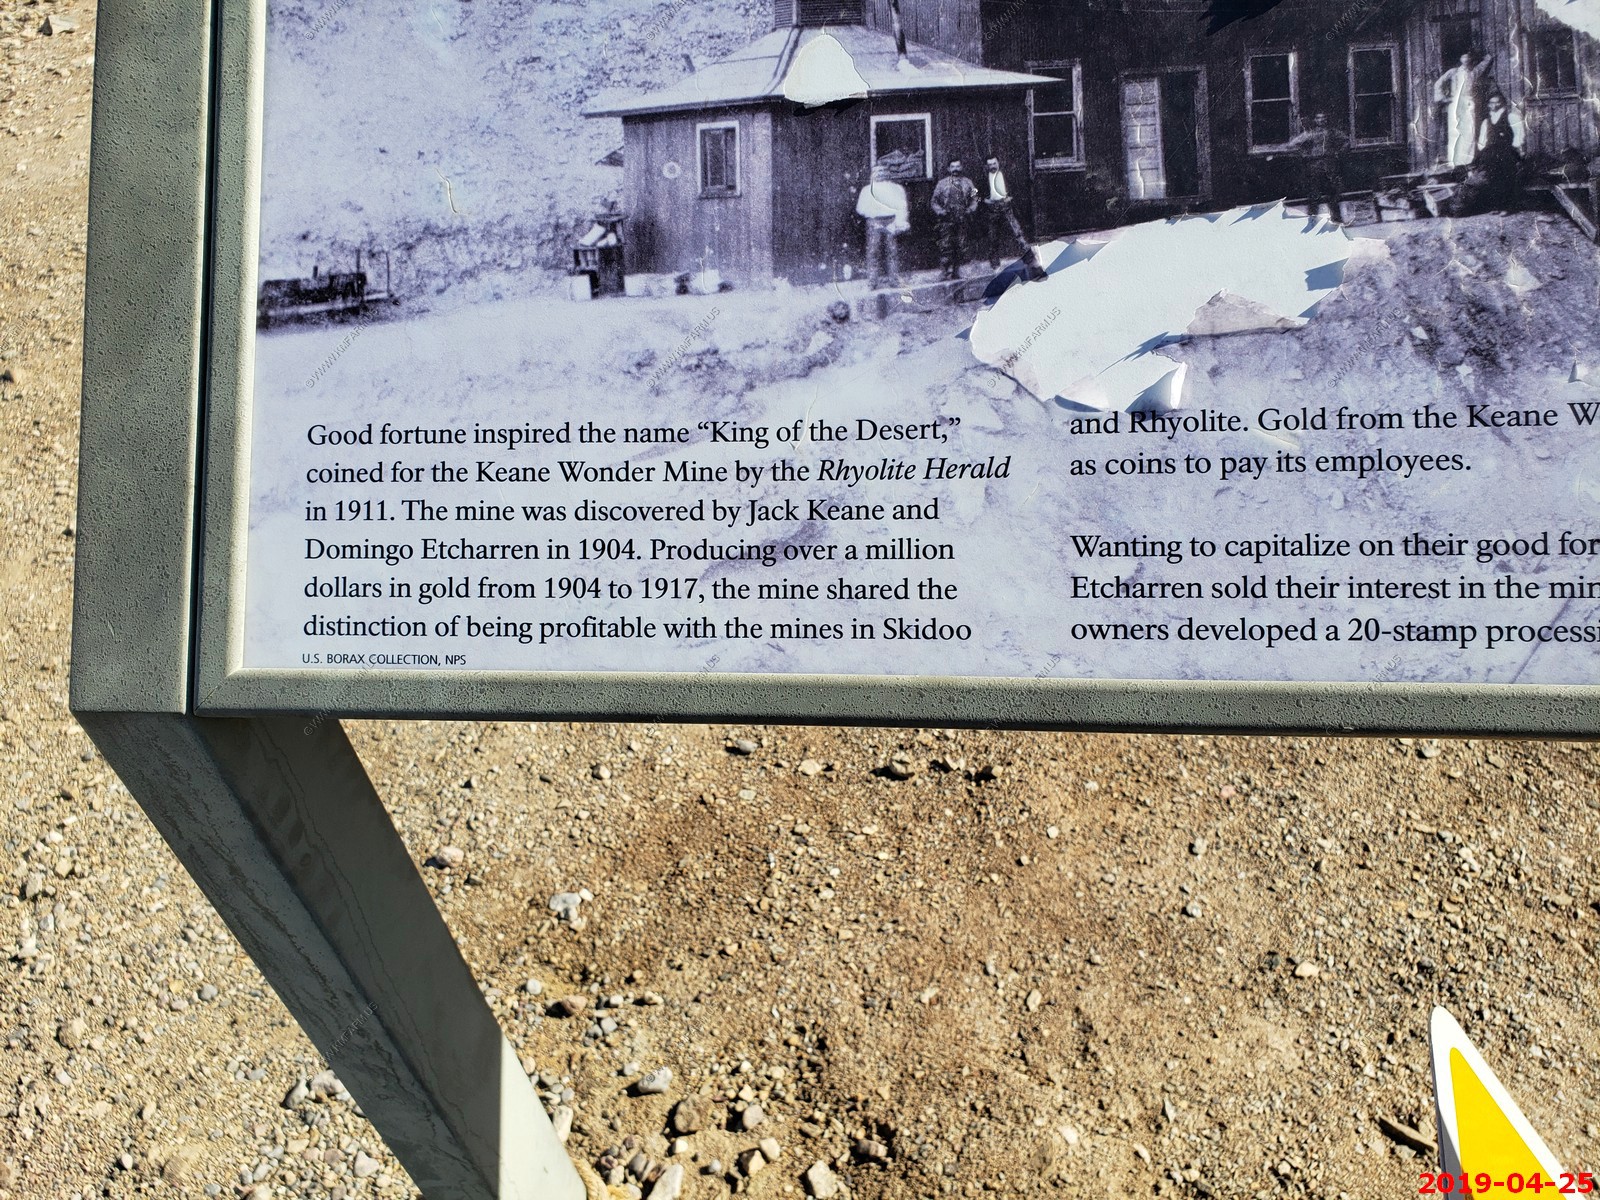 Good fortune inspired the name “King of the Desert,”
coined for the Keane Wonder Mine by the Rhyolite Herald
in 1911. The mine was discovered by Jack Keane and
Domingo Etcharren in 1904. Producing over a million
dollars in gold from 1904 to 1917, the mine shared the
distinction of being profitable with the mines in Skidoo
U.S. BORAX COLLECTION, NPS
and Rhyolite. Gold from the Keane W
as coins to pay its employees.
Wanting to capitalize on their good for
Etcharren sold their interest in the min
owners developed a 20-stamp processi
2019-04-25